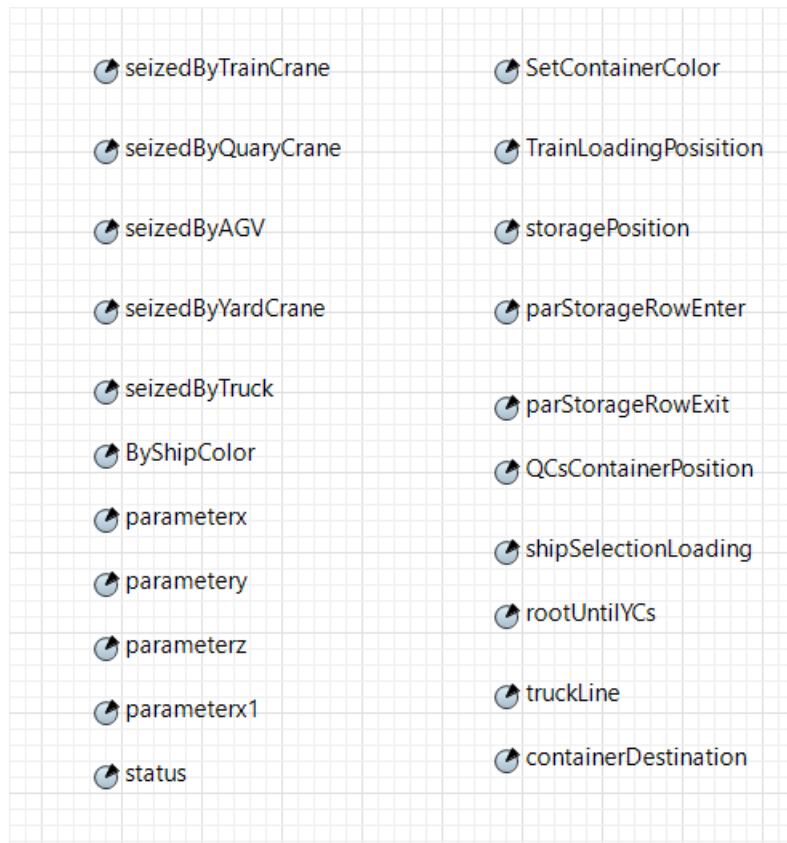 seizedByTrainCrane
seizedByQuaryCrane
seizedByAGV
seizedByYardCrane
seizedByTruck
ByShipColor
parameterx
parametery
parameterz
parameterx1
status
SetContainerColor
TrainLoadingPosisition
storagePosition
parStorageRowEnter
parStorageRowExit
QCsContainerPosition
shipSelectionLoading
rootUntilYCs
truckLine
containerDestination